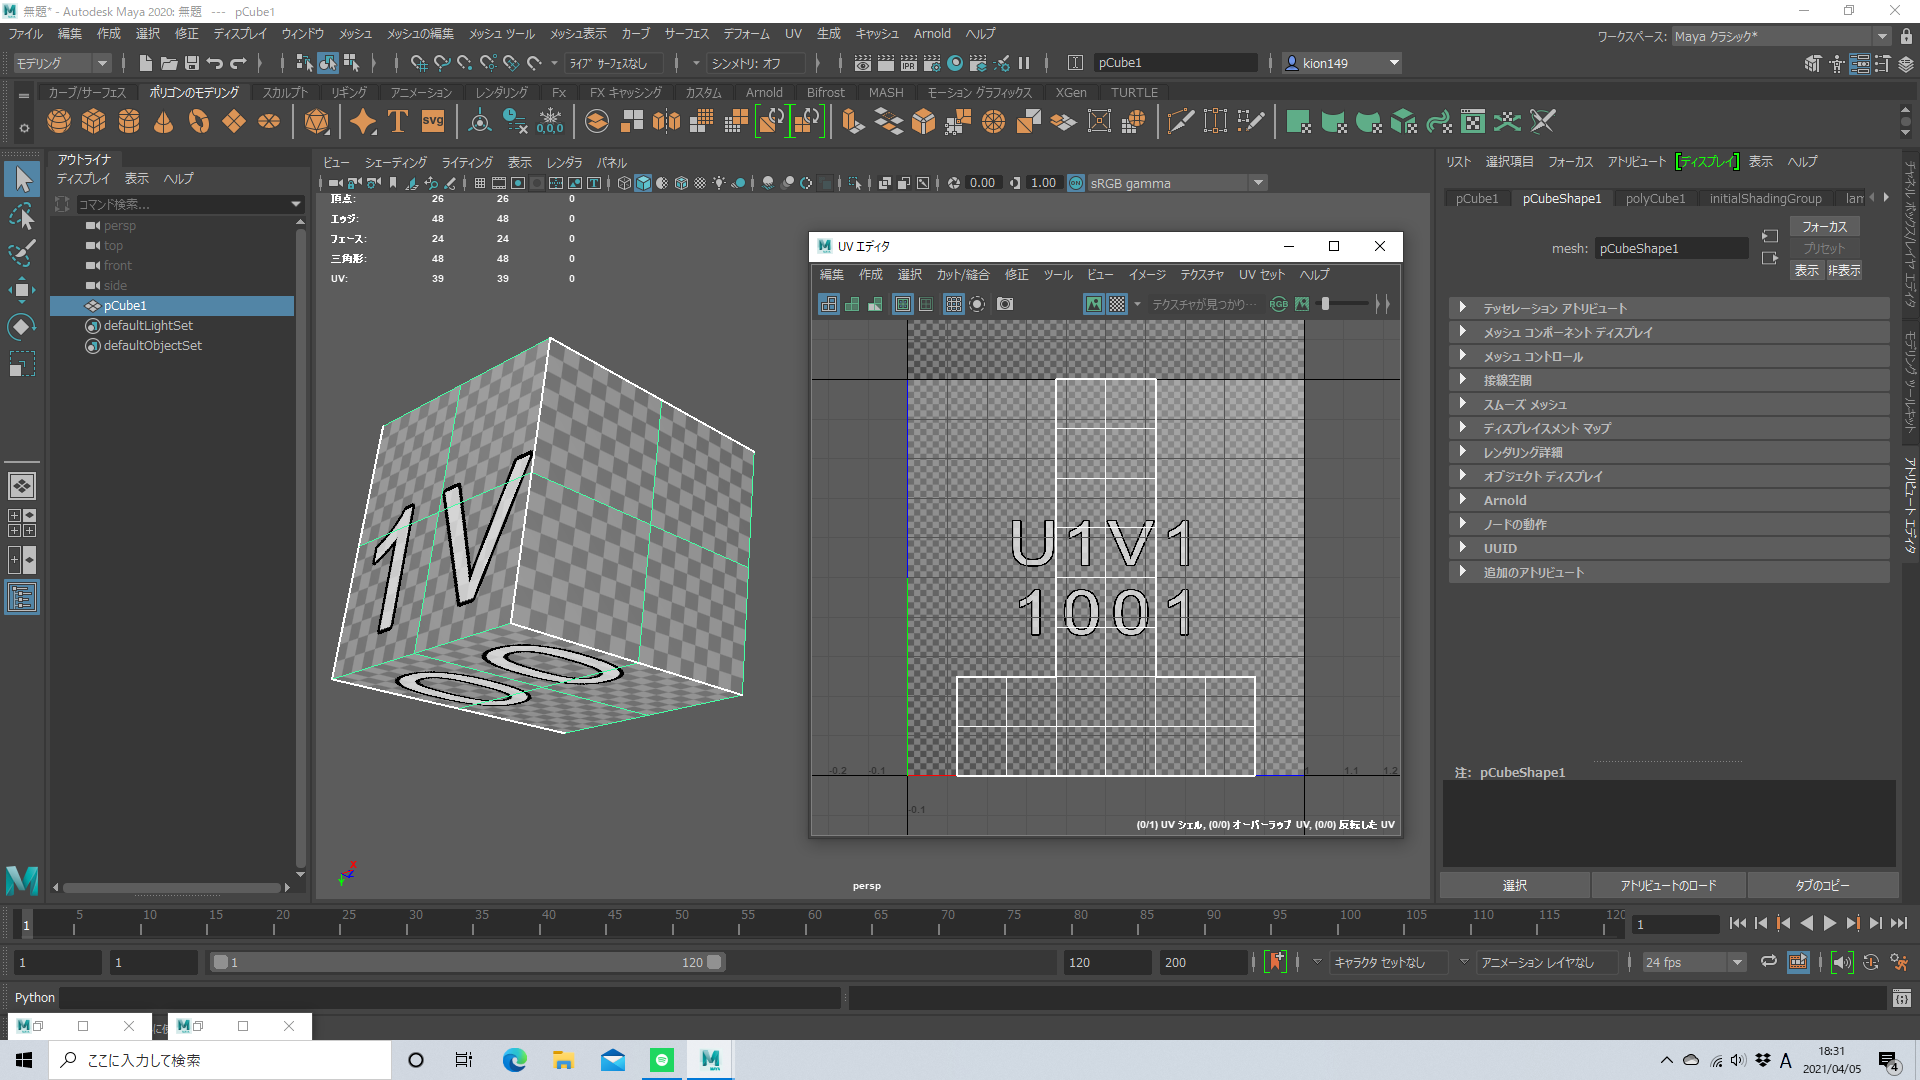 無題* - Autodesk Maya 2020: 無題 --- pCube1
ファイル 編集 作成 選択 修正 ディスプレイ ウィンドウ メッシュ メッシュの編集 メッシュ ツール メッシュ表示 カーブ サーフェス デフォーム UV 生成 キャッシュ Arnold ヘルプ
ワークスペース: Maya クラシック*
モデリング ライブ サーフェスなし シンメトリ: オフ IPR pCube1 kion149
カーブ/サーフェス ポリゴンのモデリング スカルプト リギング アニメーション レンダリング Fx FX キャッシング カスタム Arnold Bifrost MASH モーション グラフィックス XGen TURTLE
T svg 0,0,0
アウトライナ
ディスプレイ 表示 ヘルプ
コマンド検索...
persp
top
front
side
pCube1
defaultLightSet
defaultObjectSet
ビュー シェーディング ライティング 表示 レンダラ パネル
0.00 1.00 sRGB gamma
頂点: 26 26 0
エッジ: 48 48 0
フェース: 24 24 0
三角形: 48 48 0
UV: 39 39 0
1V
00
persp
UV エディタ
編集 作成 選択 カット/縫合 修正 ツール ビュー イメージ テクスチャ UV セット ヘルプ
テクスチャが見つかり... RGB
U1V1
1001
-0.2 -0.1 1 1.1 1.2
-0.1
(0/1) UV シェル, (0/0) オーバーラップ UV, (0/0) 反転した UV
リスト 選択項目 フォーカス アトリビュート ディスプレイ 表示 ヘルプ
pCube1 pCubeShape1 polyCube1 initialShadingGroup lam
mesh: pCubeShape1
フォーカス
プリセット
表示 非表示
テッセレーション アトリビュート
メッシュ コンポーネント ディスプレイ
メッシュ コントロール
接線空間
スムーズ メッシュ
ディスプレイスメント マップ
レンダリング詳細
オブジェクト ディスプレイ
Arnold
ノードの動作
UUID
追加のアトリビュート
注: pCubeShape1
選択 アトリビュートのロード タブのコピー
チャネル ボックス/レイヤ エディタ
モデリング ツールキット
アトリビュート エディタ
1 5 10 15 20 25 30 35 40 45 50 55 60 65 70 75 80 85 90 95 100 105 110 115 120 1
1 1 1 120 120 200 キャラクタ セットなし アニメーション レイヤなし 24 fps
Python
ここに入力して検索
A 18:31
2021/04/05
4